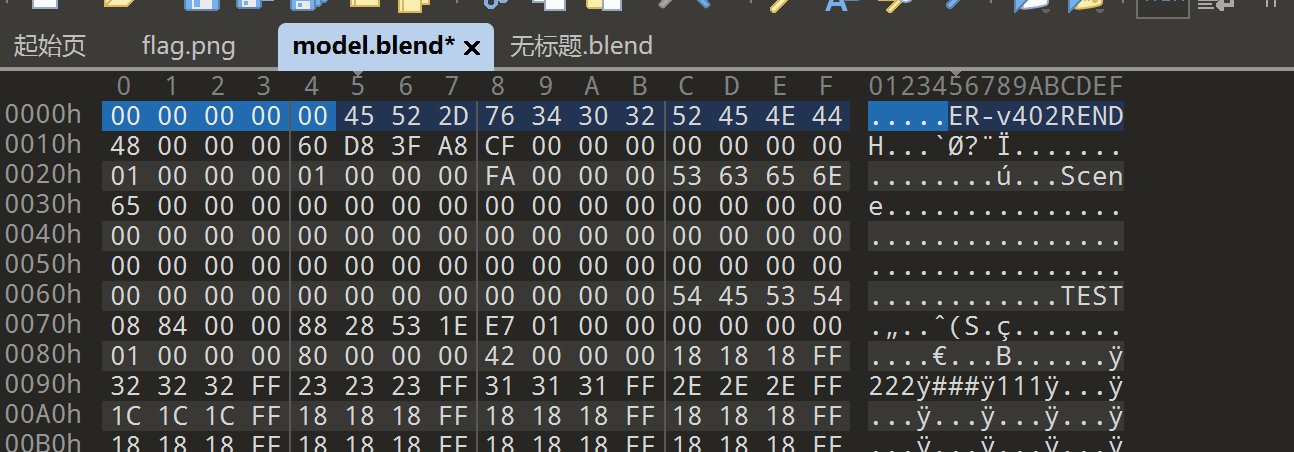 起始页 flag.png model.blend* × 无标题.blend
0 1 2 3 4 5 6 7 8 9 A B C D E F 0123456789ABCDEF
0000h 00 00 00 00 00 45 52 2D 76 34 30 32 52 45 4E 44 .....ER-v402REND
0010h 48 00 00 00 60 D8 3F A8 CF 00 00 00 00 00 00 00 H...`Ø?¨Ï.......
0020h 01 00 00 00 01 00 00 00 FA 00 00 00 53 63 65 6E ........ú...Scen
0030h 65 00 00 00 00 00 00 00 00 00 00 00 00 00 00 00 e...............
0040h 00 00 00 00 00 00 00 00 00 00 00 00 00 00 00 00 ................
0050h 00 00 00 00 00 00 00 00 00 00 00 00 00 00 00 00 ................
0060h 00 00 00 00 00 00 00 00 00 00 00 00 54 45 53 54 ............TEST
0070h 08 84 00 00 88 28 53 1E E7 01 00 00 00 00 00 00 .„..ˆ(S.ç.......
0080h 01 00 00 00 80 00 00 00 42 00 00 00 18 18 18 FF ....€...B......ÿ
0090h 32 32 32 FF 23 23 23 FF 31 31 31 FF 2E 2E 2E FF 222ÿ###ÿ111ÿ...ÿ
00A0h 1C 1C 1C FF 18 18 18 FF 18 18 18 FF 18 18 18 FF ...ÿ...ÿ...ÿ...ÿ
00B0h 18 18 18 FF 18 18 18 FF 18 18 18 FF 18 18 18 FF ...ÿ...ÿ...ÿ...ÿ